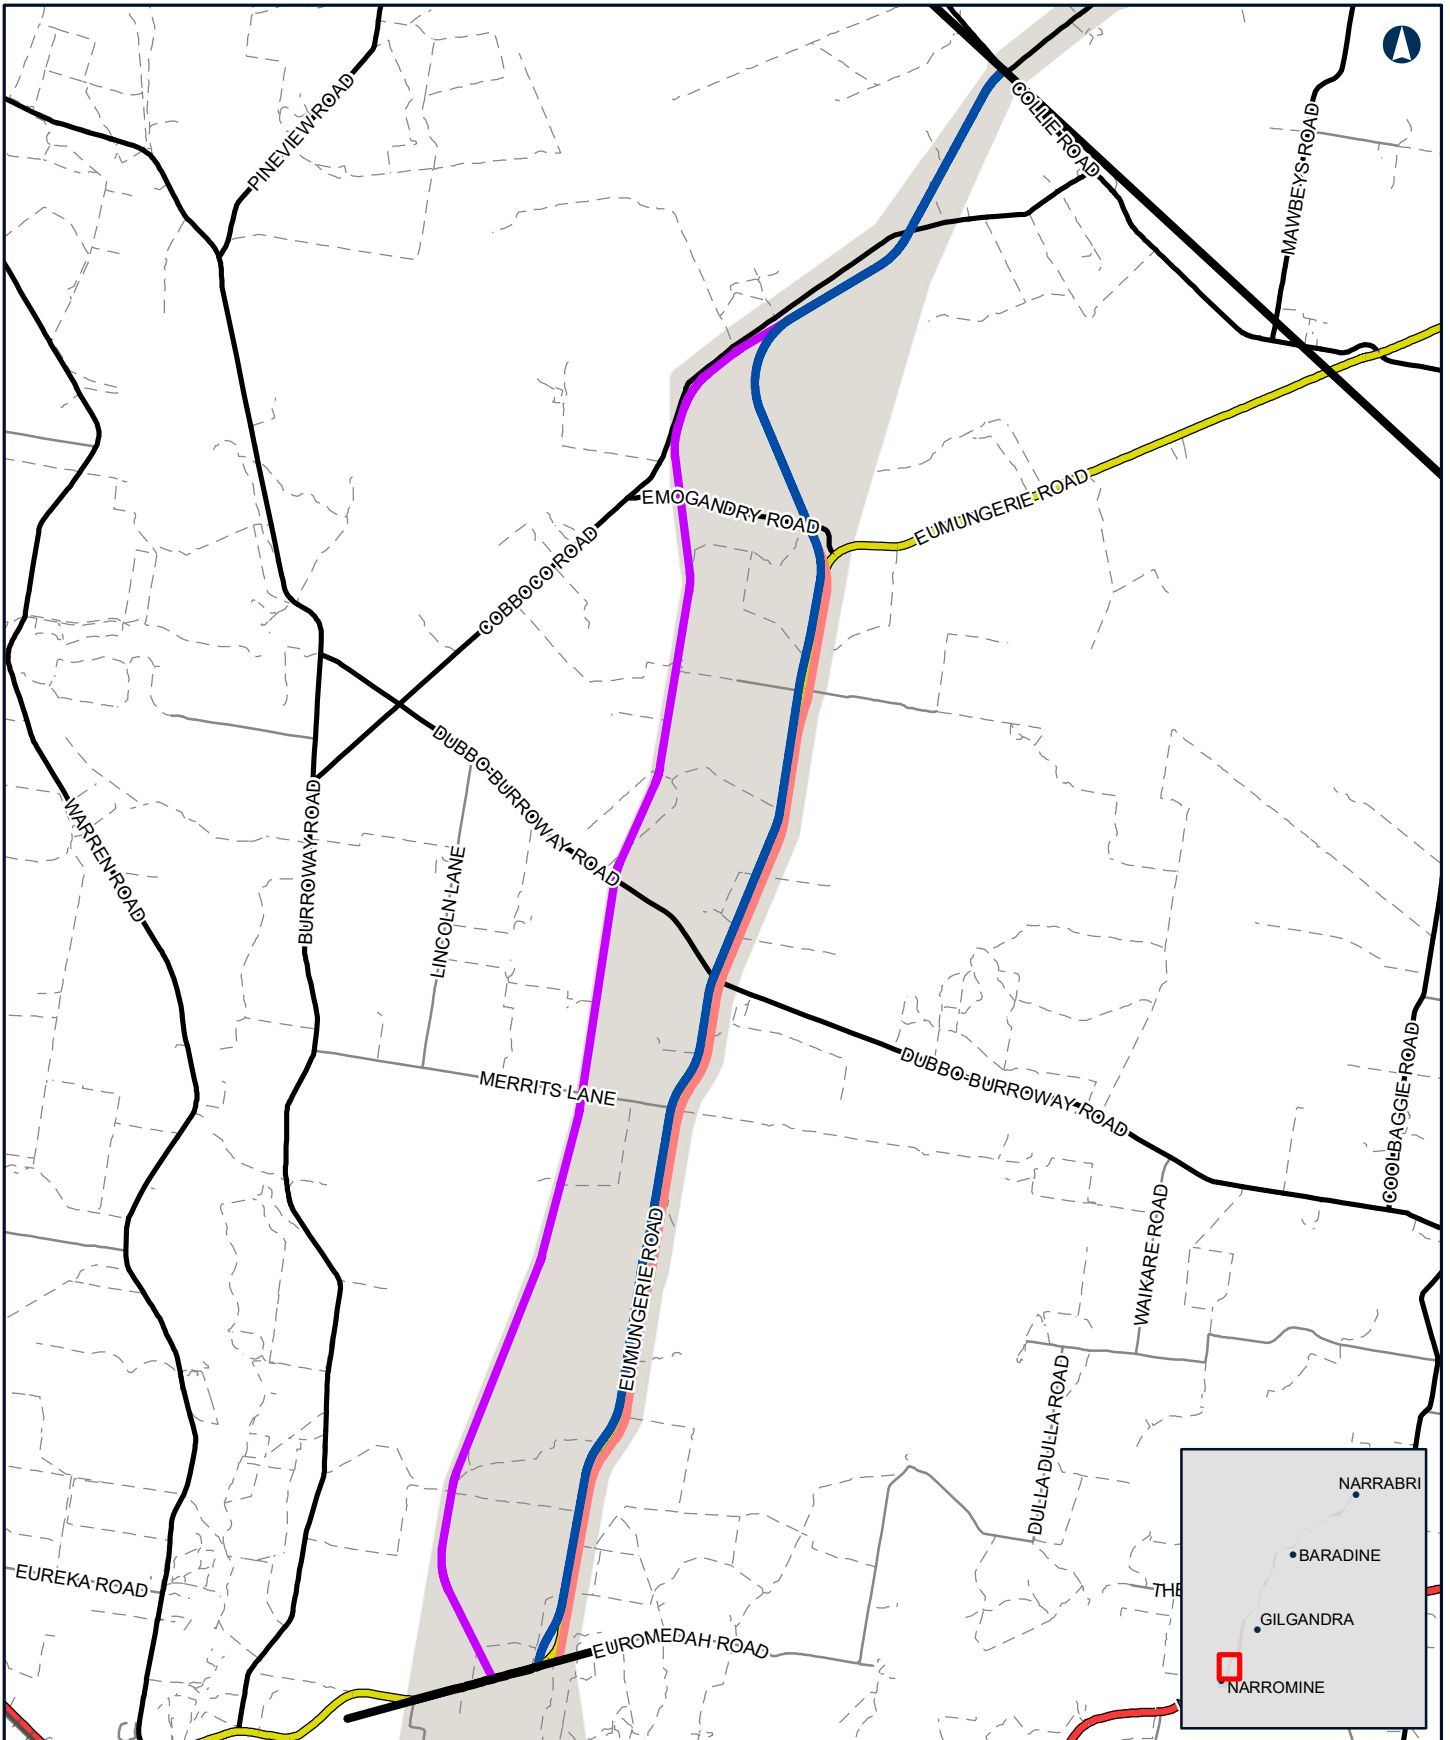 PINEVIEW ROAD
COLLIE ROAD
MAWBEYS ROAD
EUMUNGERIE ROAD
EMOGANDRY ROAD
COBBOCO ROAD
DUBBO-BURROWAY ROAD
WARREN ROAD
BURROWAY ROAD
LINCOLN LANE
MERRITS LANE
DUBBO-BURROWAY ROAD
COOLBAGGIE ROAD
WAIKARE ROAD
EUMUNGERIE ROAD
DULLA DULLA ROAD
EUREKA ROAD
EUROMEDAH ROAD
THE
NARRABRI
BARADINE
GILGANDRA
NARROMINE